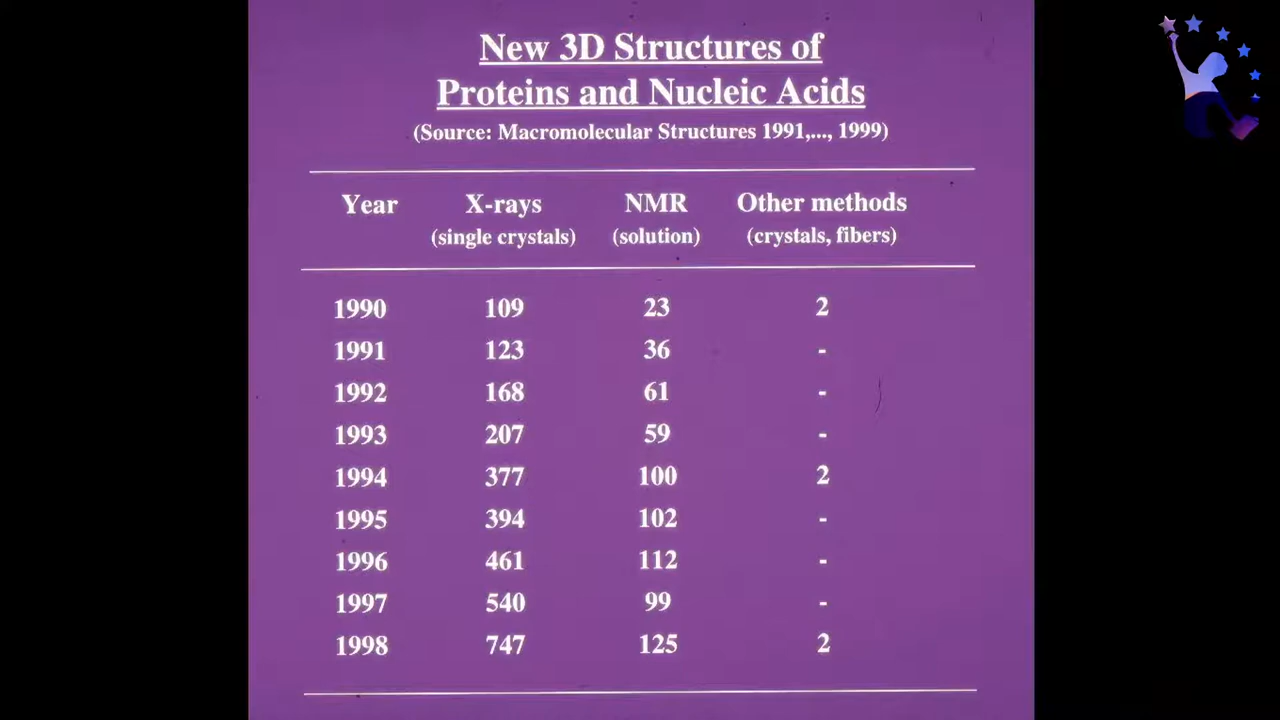 New 3D Structures of
Proteins and Nucleic Acids
(Source: Macromolecular Structures 1991,..., 1999)
Year X-rays NMR Other methods
(single crystals) (solution) (crystals, fibers)
1990 109 23 2
1991 123 36 -
1992 168 61 -
1993 207 59 -
1994 377 100 2
1995 394 102 -
1996 461 112 -
1997 540 99 -
1998 747 125 2